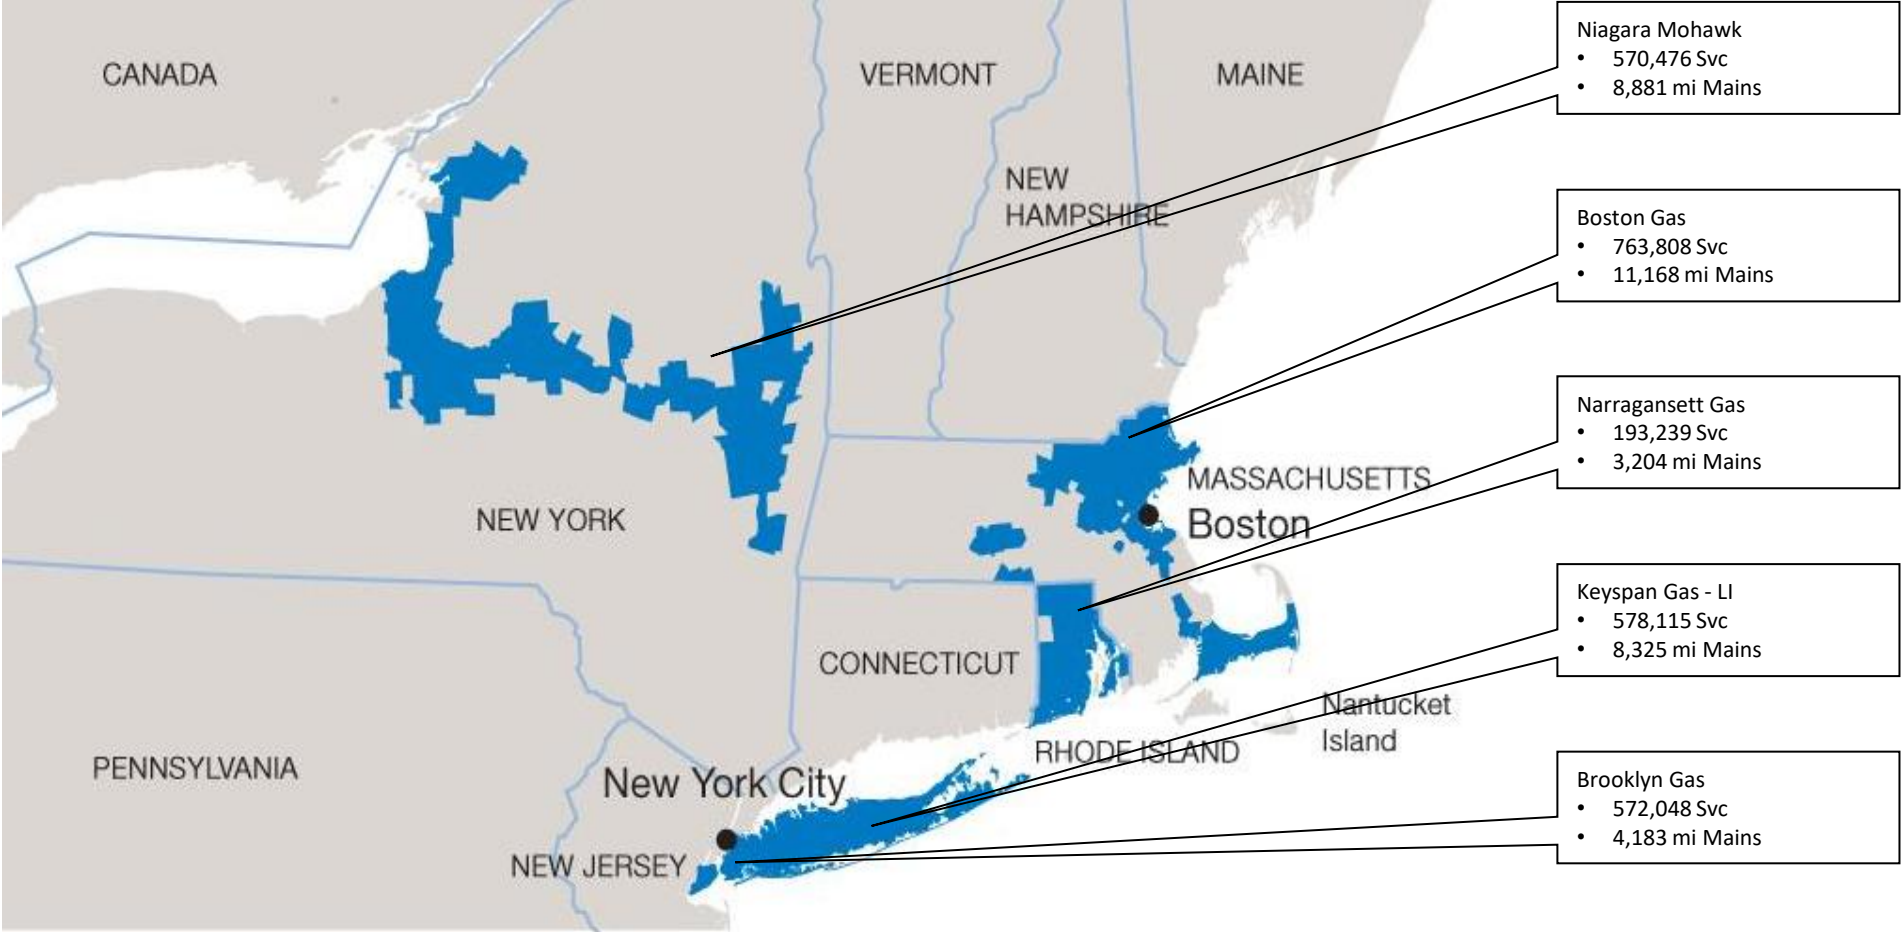 CANADA
VERMONT
MAINE
NEW
HAMPSHIRE
NEW YORK
MASSACHUSETTS
Boston
CONNECTICUT
Nantucket
Island
RHODE ISLAND
PENNSYLVANIA
New York City
NEW JERSEY
Niagara Mohawk
• 570,476 Svc
• 8,881 mi Mains
Boston Gas
• 763,808 Svc
• 11,168 mi Mains
Narragansett Gas
• 193,239 Svc
• 3,204 mi Mains
Keyspan Gas - LI
• 578,115 Svc
• 8,325 mi Mains
Brooklyn Gas
• 572,048 Svc
• 4,183 mi Mains